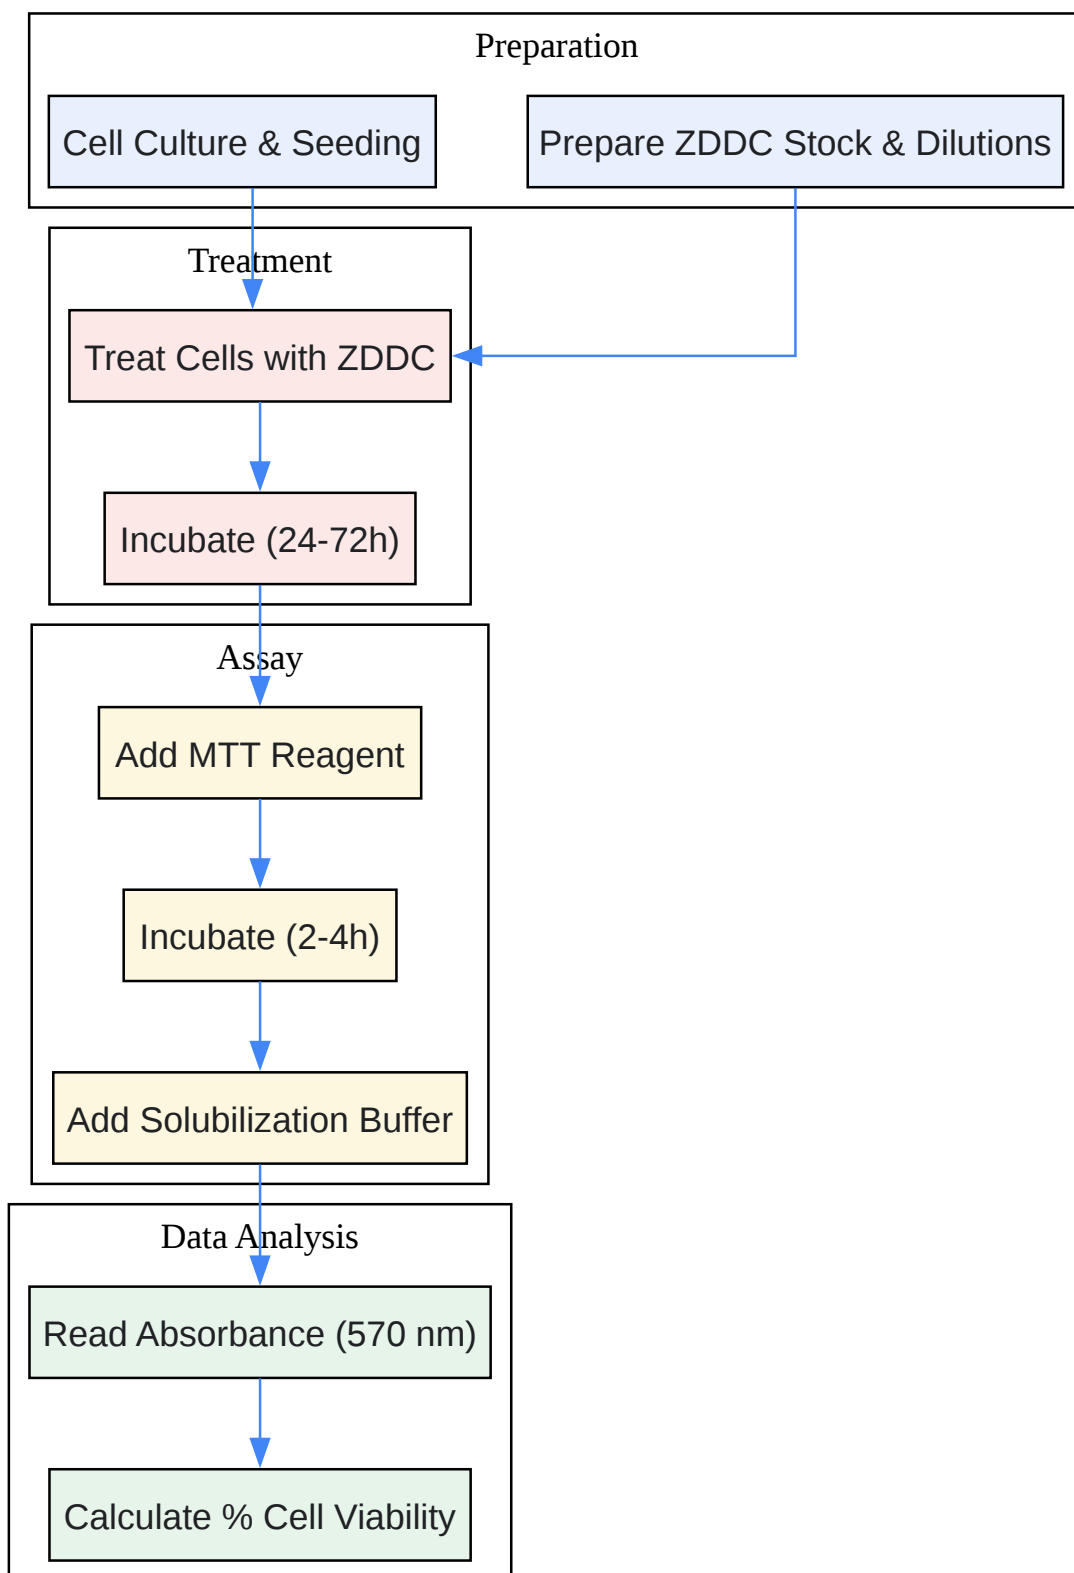 Preparation
Cell Culture & Seeding
Prepare ZDDC Stock & Dilutions
Treatment
Treat Cells with ZDDC
Incubate (24-72h)
Assay
Add MTT Reagent
Incubate (2-4h)
Add Solubilization Buffer
Data Analysis
Read Absorbance (570 nm)
Calculate % Cell Viability